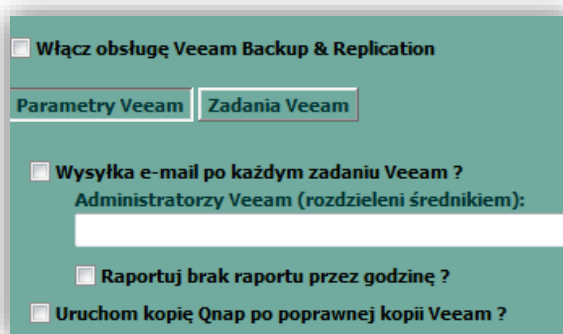 Włącz obsługę Veeam Backup & Replication
Parametry Veeam Zadania Veeam
Wysyłka e-mail po każdym zadaniu Veeam ?
Administratorzy Veeam (rozdzieleni średnikiem):
Raportuj brak raportu przez godzinę ?
Uruchom kopię Qnap po poprawnej kopii Veeam ?